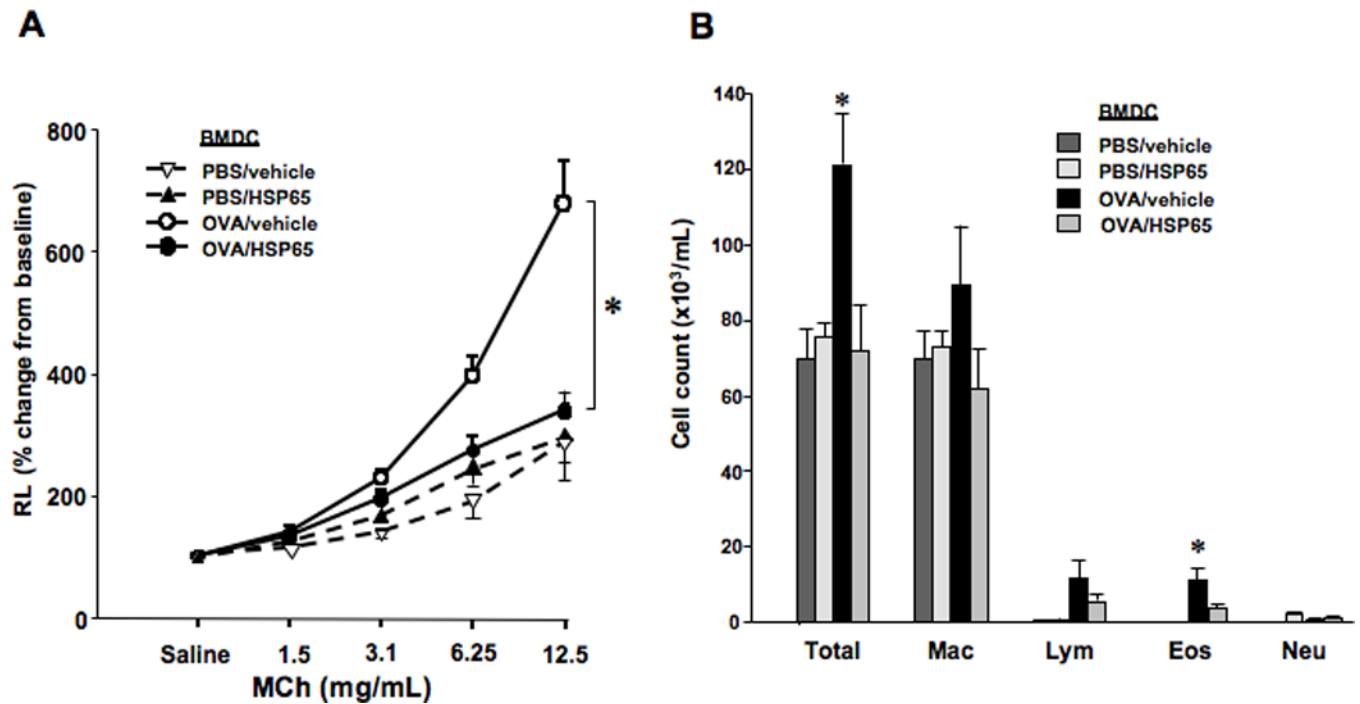 A
RL (% change from baseline)
800
600
400
200
0
BMDC
PBS/vehicle
PBS/HSP65
OVA/vehicle
OVA/HSP65
*
Saline 1.5 3.1 6.25 12.5
MCh (mg/mL)
B
Cell count (x10³/mL)
140
120
100
80
60
40
20
0
*
BMDC
PBS/vehicle
PBS/HSP65
OVA/vehicle
OVA/HSP65
*
Total Mac Lym Eos Neu